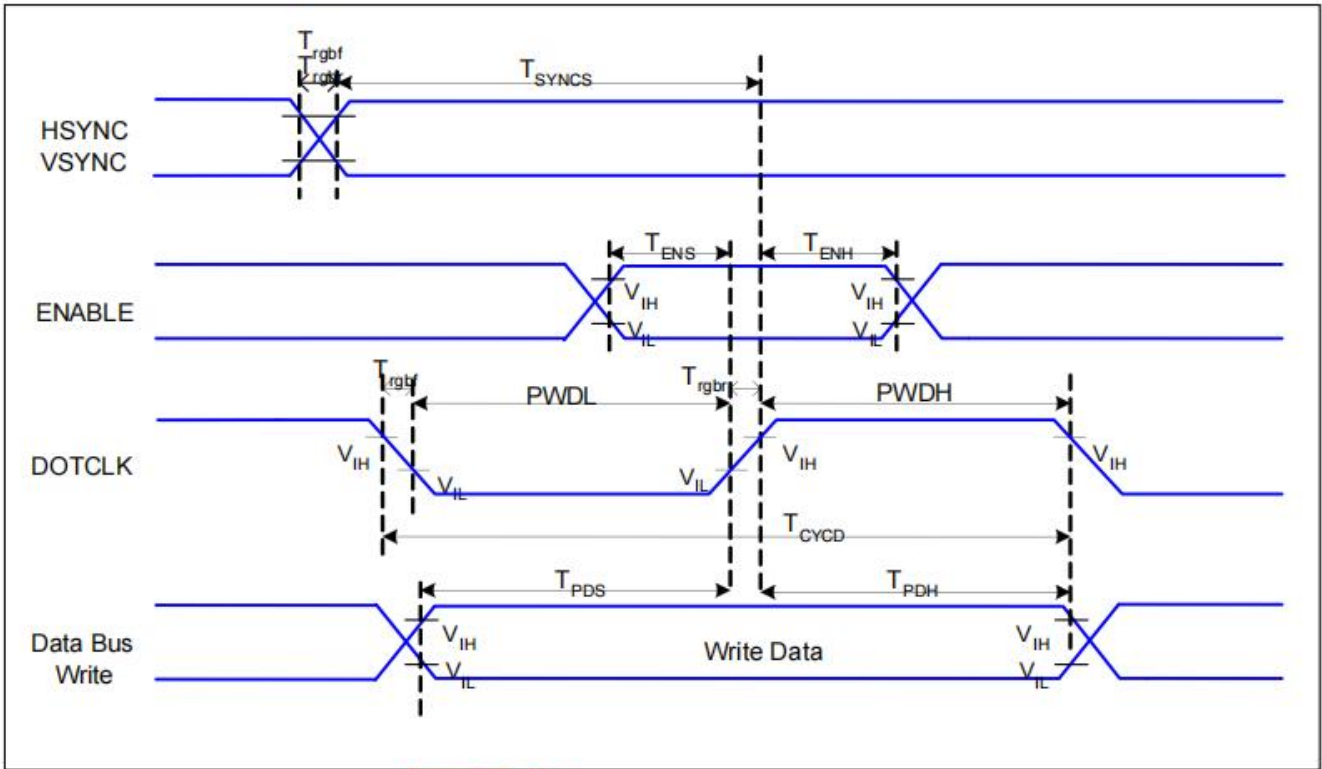 Trgbf
Trgbr
TSYNCS
HSYNC
VSYNC
TENS
TENH
ENABLE
VIH
VIH
VIL
VIL
Trgbf
PWDL
Trgbr
PWDH
DOTCLK
VIH
VIL
VIL
VIH
VIH
TCYCD
TPDS
TPDH
Data Bus
Write
VIH
VIL
Write Data
VIH
VIL